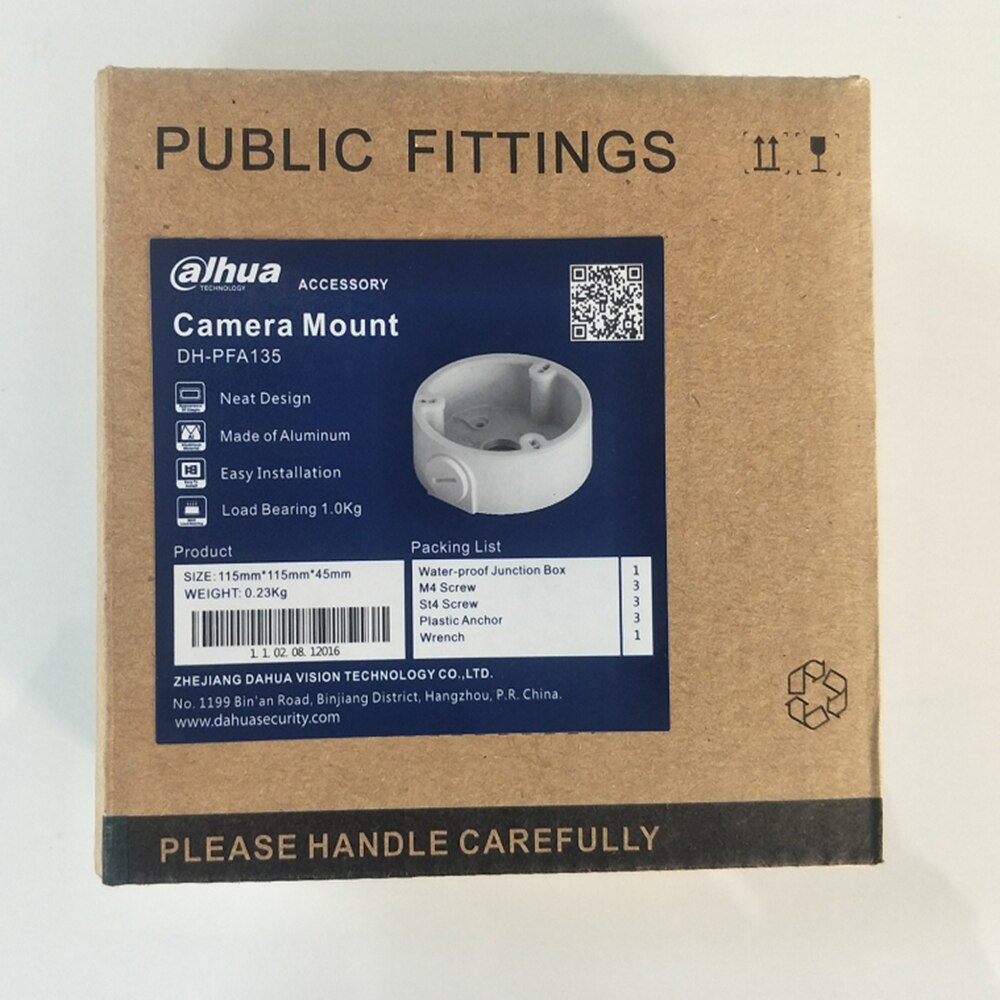 PUBLIC FITTINGS
alhua
TECHNOLOGY
ACCESSORY
Camera Mount
DH-PFA135
Neat Design
Made of Aluminum
Easy Installation
Load Bearing 1.0Kg
Product
SIZE: 115mm*115mm*45mm
WEIGHT: 0.23Kg
1. 1. 02. 08. 12016
Packing List
Water-proof Junction Box 1
M4 Screw 3
St4 Screw 3
Plastic Anchor 3
Wrench 1
ZHEJIANG DAHUA VISION TECHNOLOGY CO.,LTD.
No. 1199 Bin'an Road, Binjiang District, Hangzhou, P.R. China.
www.dahuasecurity.com
PLEASE HANDLE CAREFULLY